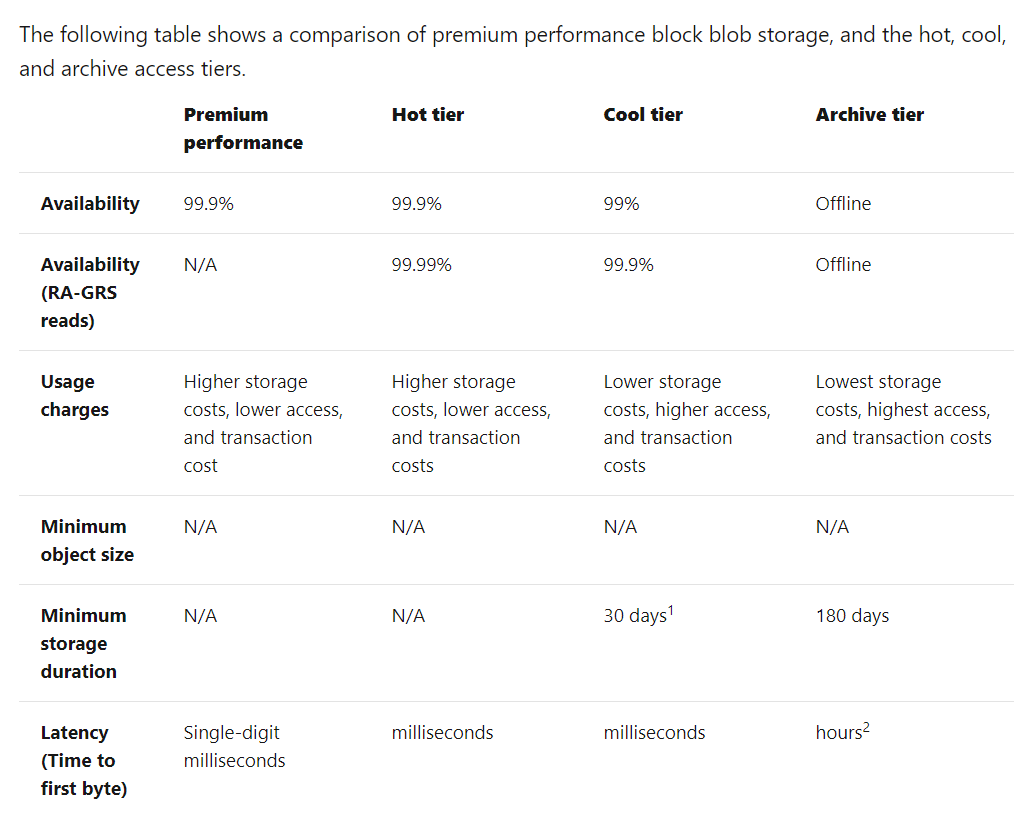 The following table shows a comparison of premium performance block blob storage, and the hot, cool,
and archive access tiers.
Premium performance Hot tier Cool tier Archive tier
Availability 99.9% 99.9% 99% Offline
Availability (RA-GRS reads) N/A 99.99% 99.9% Offline
Usage charges Higher storage costs, lower access, and transaction cost Higher storage costs, lower access, and transaction costs Lower storage costs, higher access, and transaction costs Lowest storage costs, highest access, and transaction costs
Minimum object size N/A N/A N/A N/A
Minimum storage duration N/A N/A 30 days¹ 180 days
Latency (Time to first byte) Single-digit milliseconds milliseconds milliseconds hours²